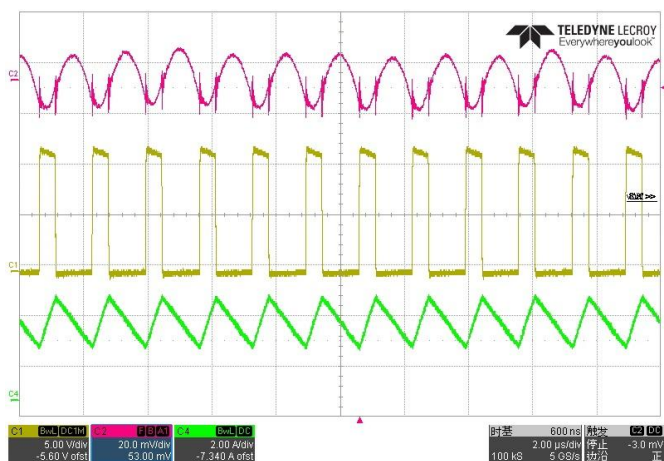 TELEDYNE LECROY
Everywhereyoulook™
C2
C1
C4
C1 BwL DC1M
5.00 V/div
-5.60 V ofst
C2 F B A1
20.0 mV/div
53.00 mV
C4 BwL DC
2.00 A/div
-7.340 A ofst
时基 600 ns
2.00 µs/div
100 kS 5 GS/s
触发 C2 DC
停止 -3.0 mV
边沿 正